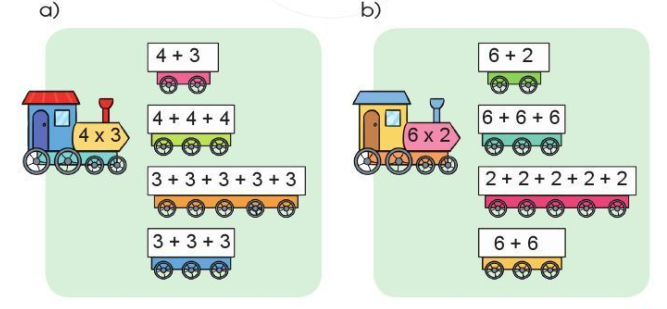 a)
4 + 3
4 x 3
4 + 4 + 4
3 + 3 + 3 + 3 + 3
3 + 3 + 3
b)
6 + 2
6 x 2
6 + 6 + 6
2 + 2 + 2 + 2 + 2
6 + 6